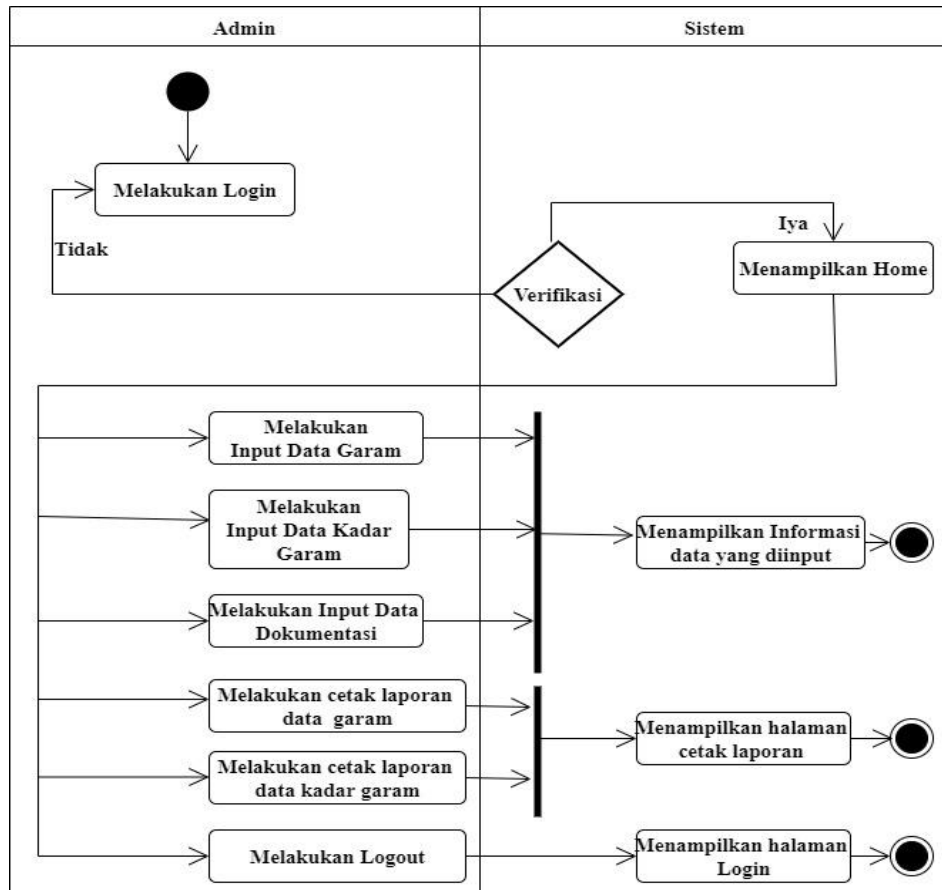 Admin
Sistem
Melakukan Login
Tidak
Iya
Verifikasi
Menampilkan Home
Melakukan
Input Data Garam
Melakukan
Input Data Kadar
Garam
Menampilkan Informasi
data yang diinput
Melakukan Input Data
Dokumentasi
Melakukan cetak laporan
data garam
Menampilkan halaman
cetak laporan
Melakukan cetak laporan
data kadar garam
Melakukan Logout
Menampilkan halaman
Login